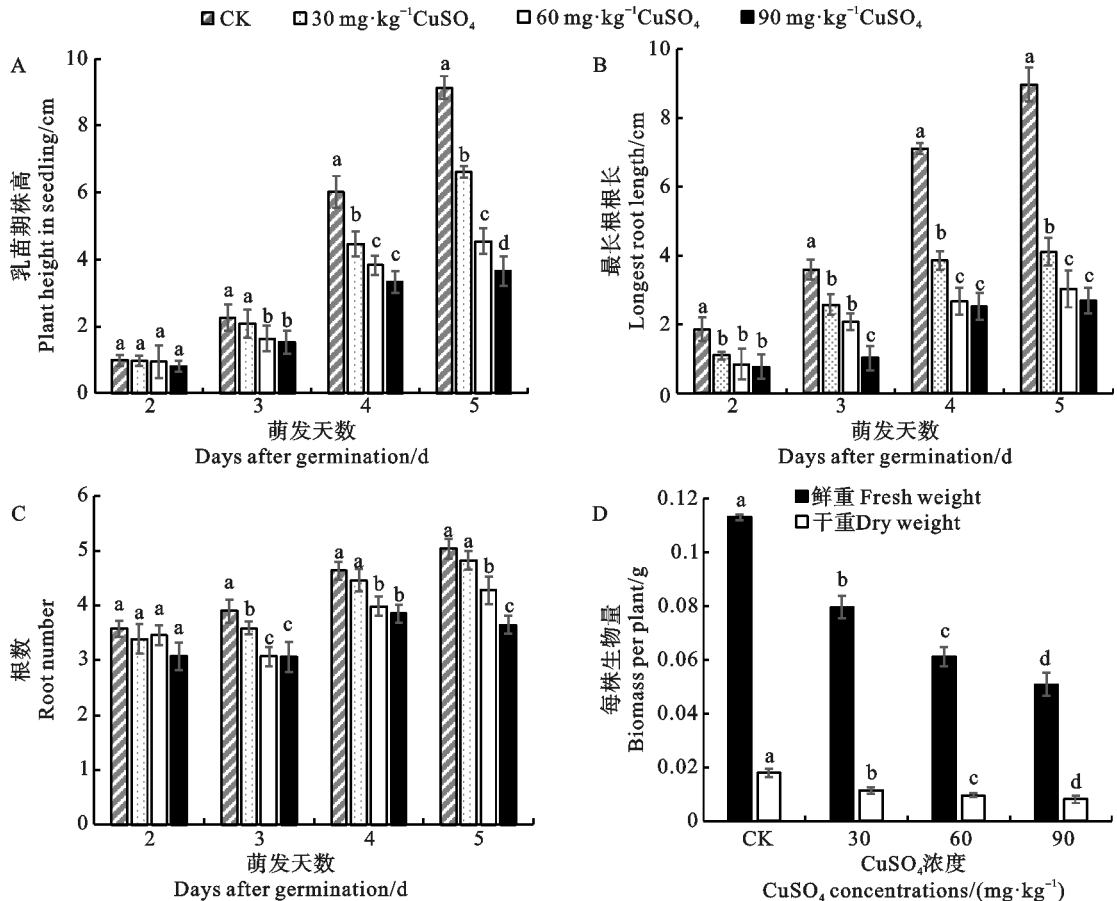 CK 30 mg·kg⁻¹CuSO₄ 60 mg·kg⁻¹CuSO₄ 90 mg·kg⁻¹CuSO₄
A
乳苗期株高
Plant height in seedling/cm
10
8
6
4
2
0
a a a a
a a b b
a b c c
a b c d
2 3 4 5
萌发天数
Days after germination/d
B
最长根根长
Longest root length/cm
10
8
6
4
2
0
a b b b
a b b c
a b c c
a b c c
2 3 4 5
萌发天数
Days after germination/d
C
根数
Root number
6
5
4
3
2
1
0
a a a a
a b c c
a a b b
a a b c
2 3 4 5
萌发天数
Days after germination/d
D
鲜重 Fresh weight
干重Dry weight
每株生物量
Biomass per plant/g
0.12
0.1
0.08
0.06
0.04
0.02
0
a b c d
a b c d
CK 30 60 90
CuSO₄浓度
CuSO₄ concentrations/(mg·kg⁻¹)